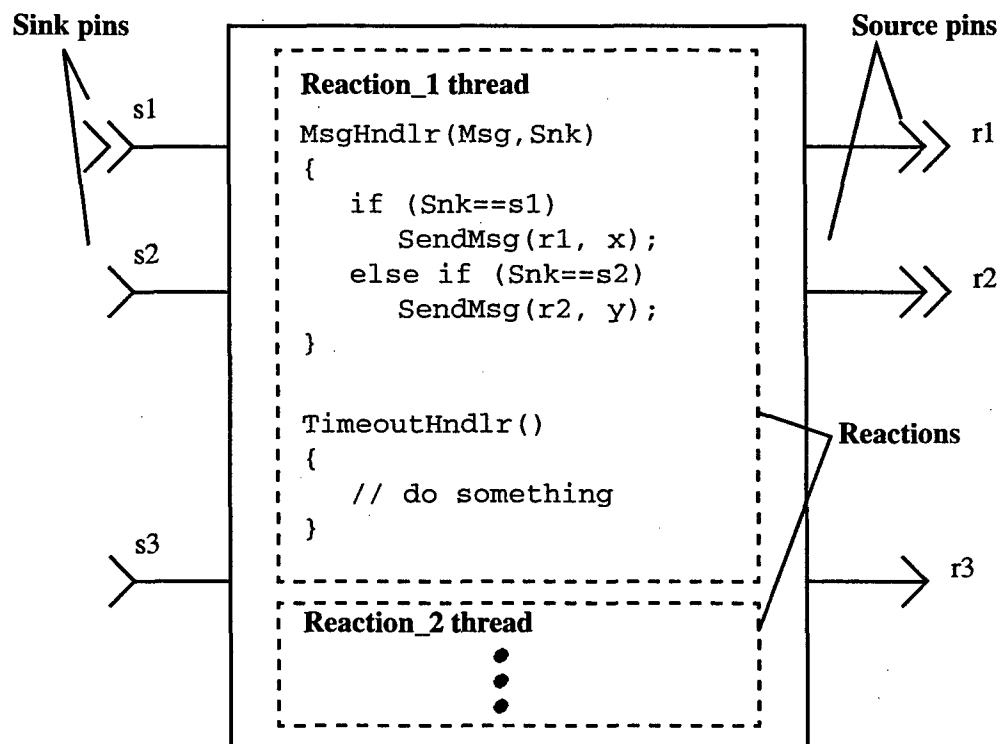 Sink pins
Source pins
s1
s2
s3
Reaction_1 thread
MsgHndlr(Msg,Snk)
{
if (Snk==s1)
SendMsg(r1, x);
else if (Snk==s2)
SendMsg(r2, y);
}
TimeoutHndlr()
{
// do something
}
Reaction_2 thread
r1
r2
Reactions
r3